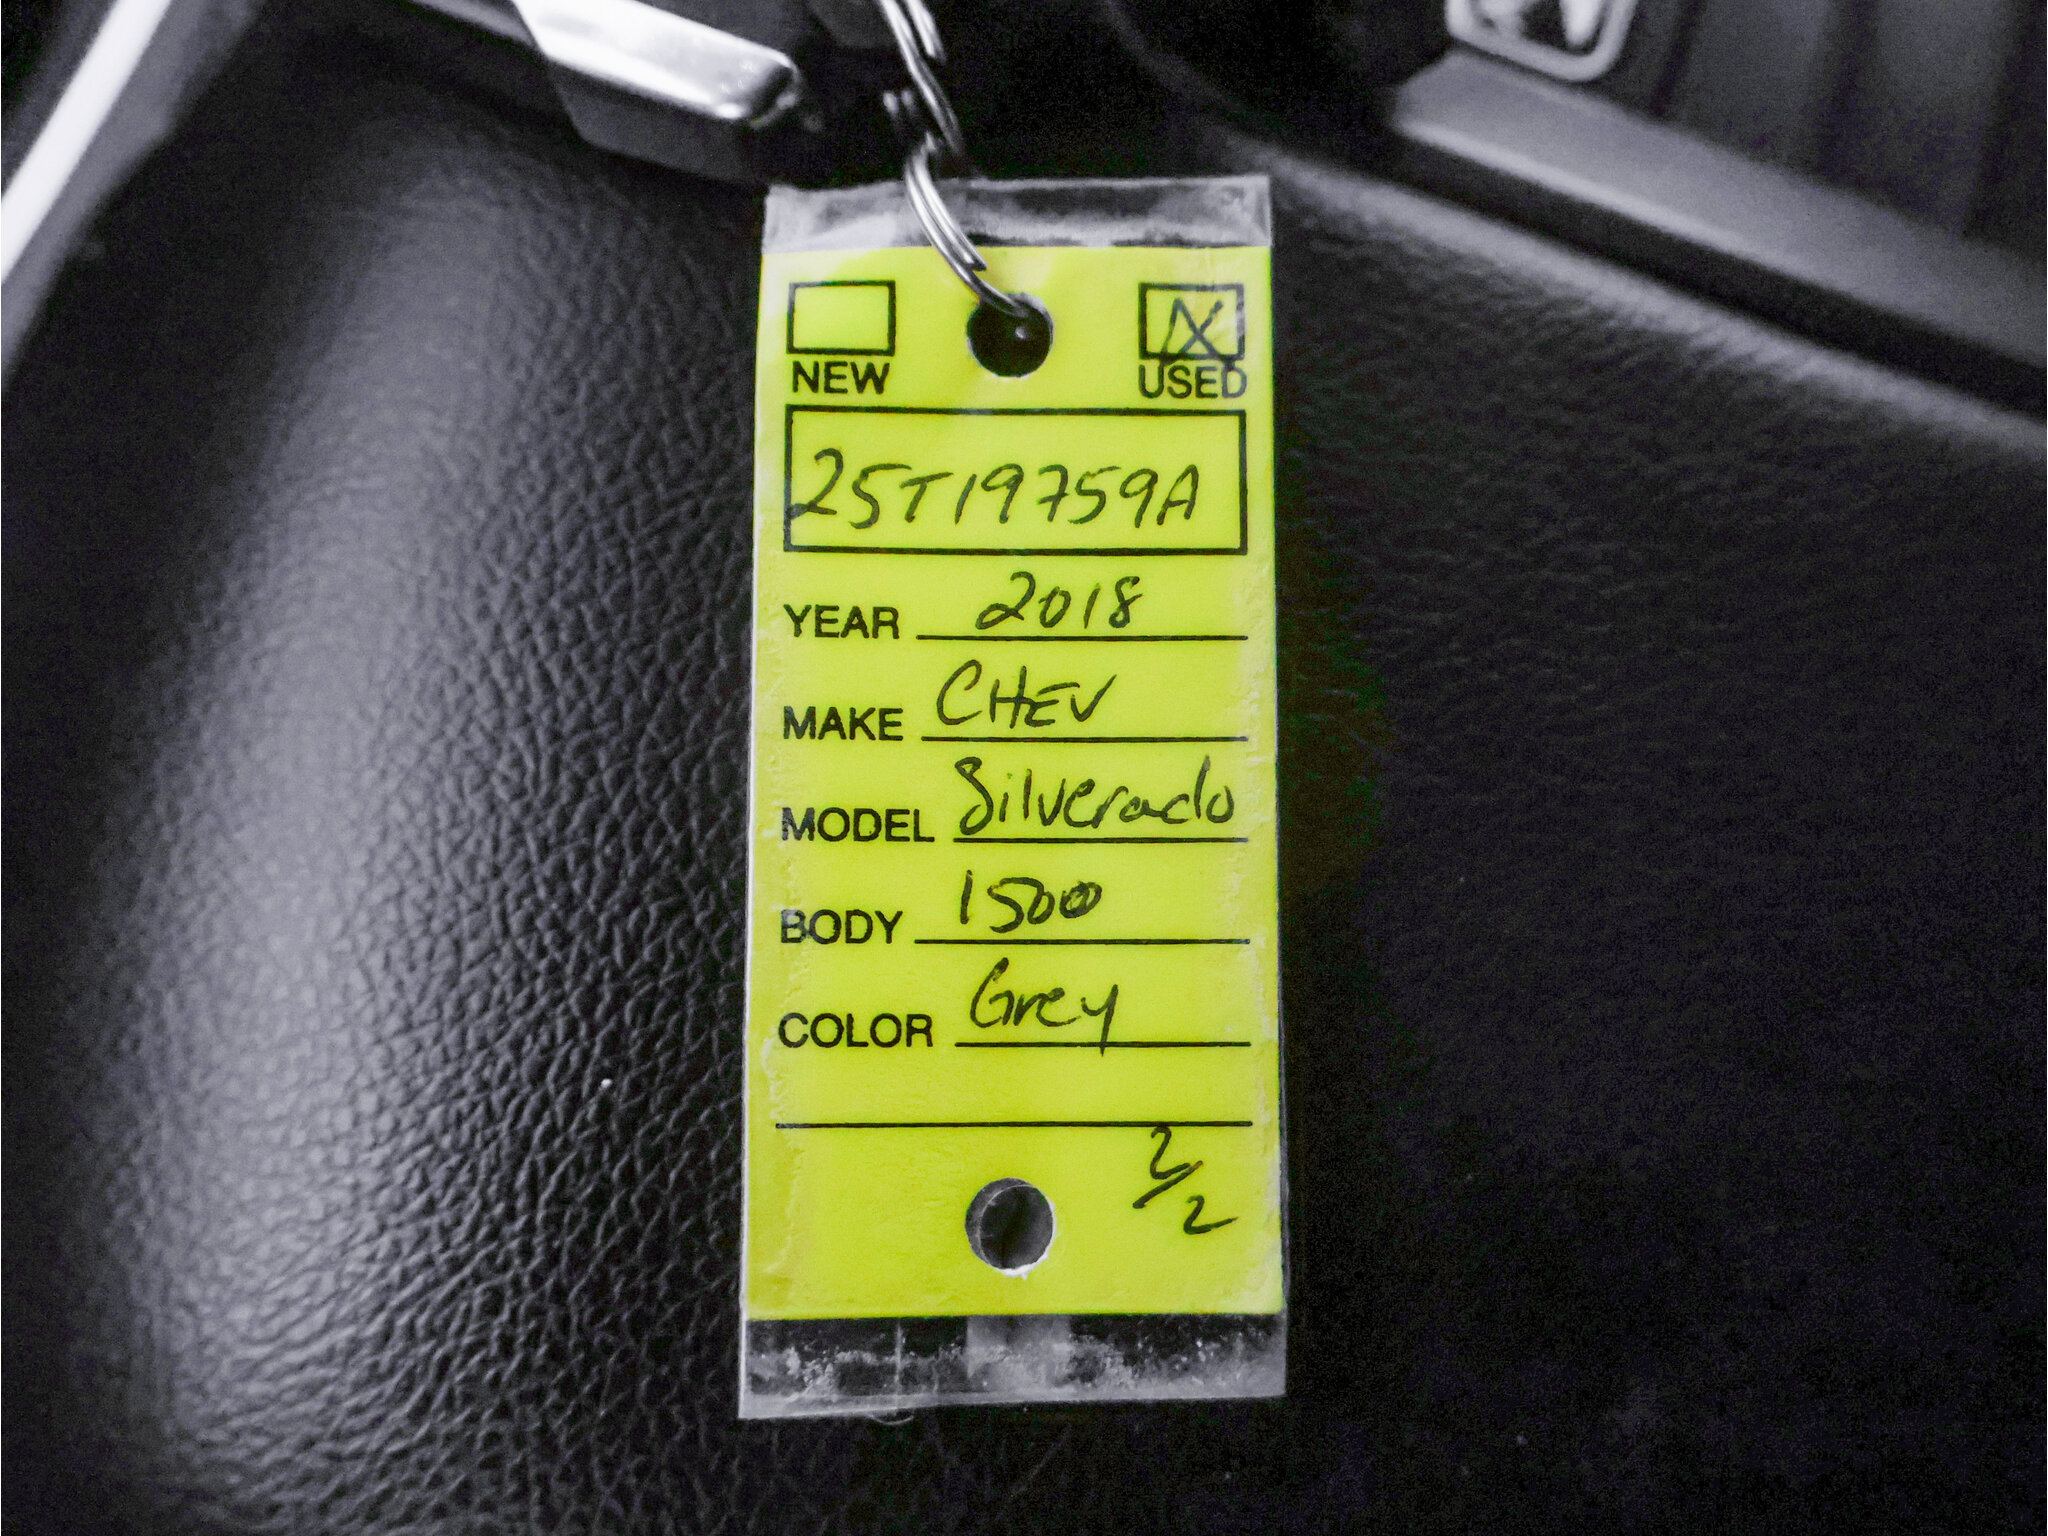 NEW USED
25T19759A
YEAR 2018
MAKE CHEV
MODEL Silverado
BODY 1500
COLOR Grey
2/2